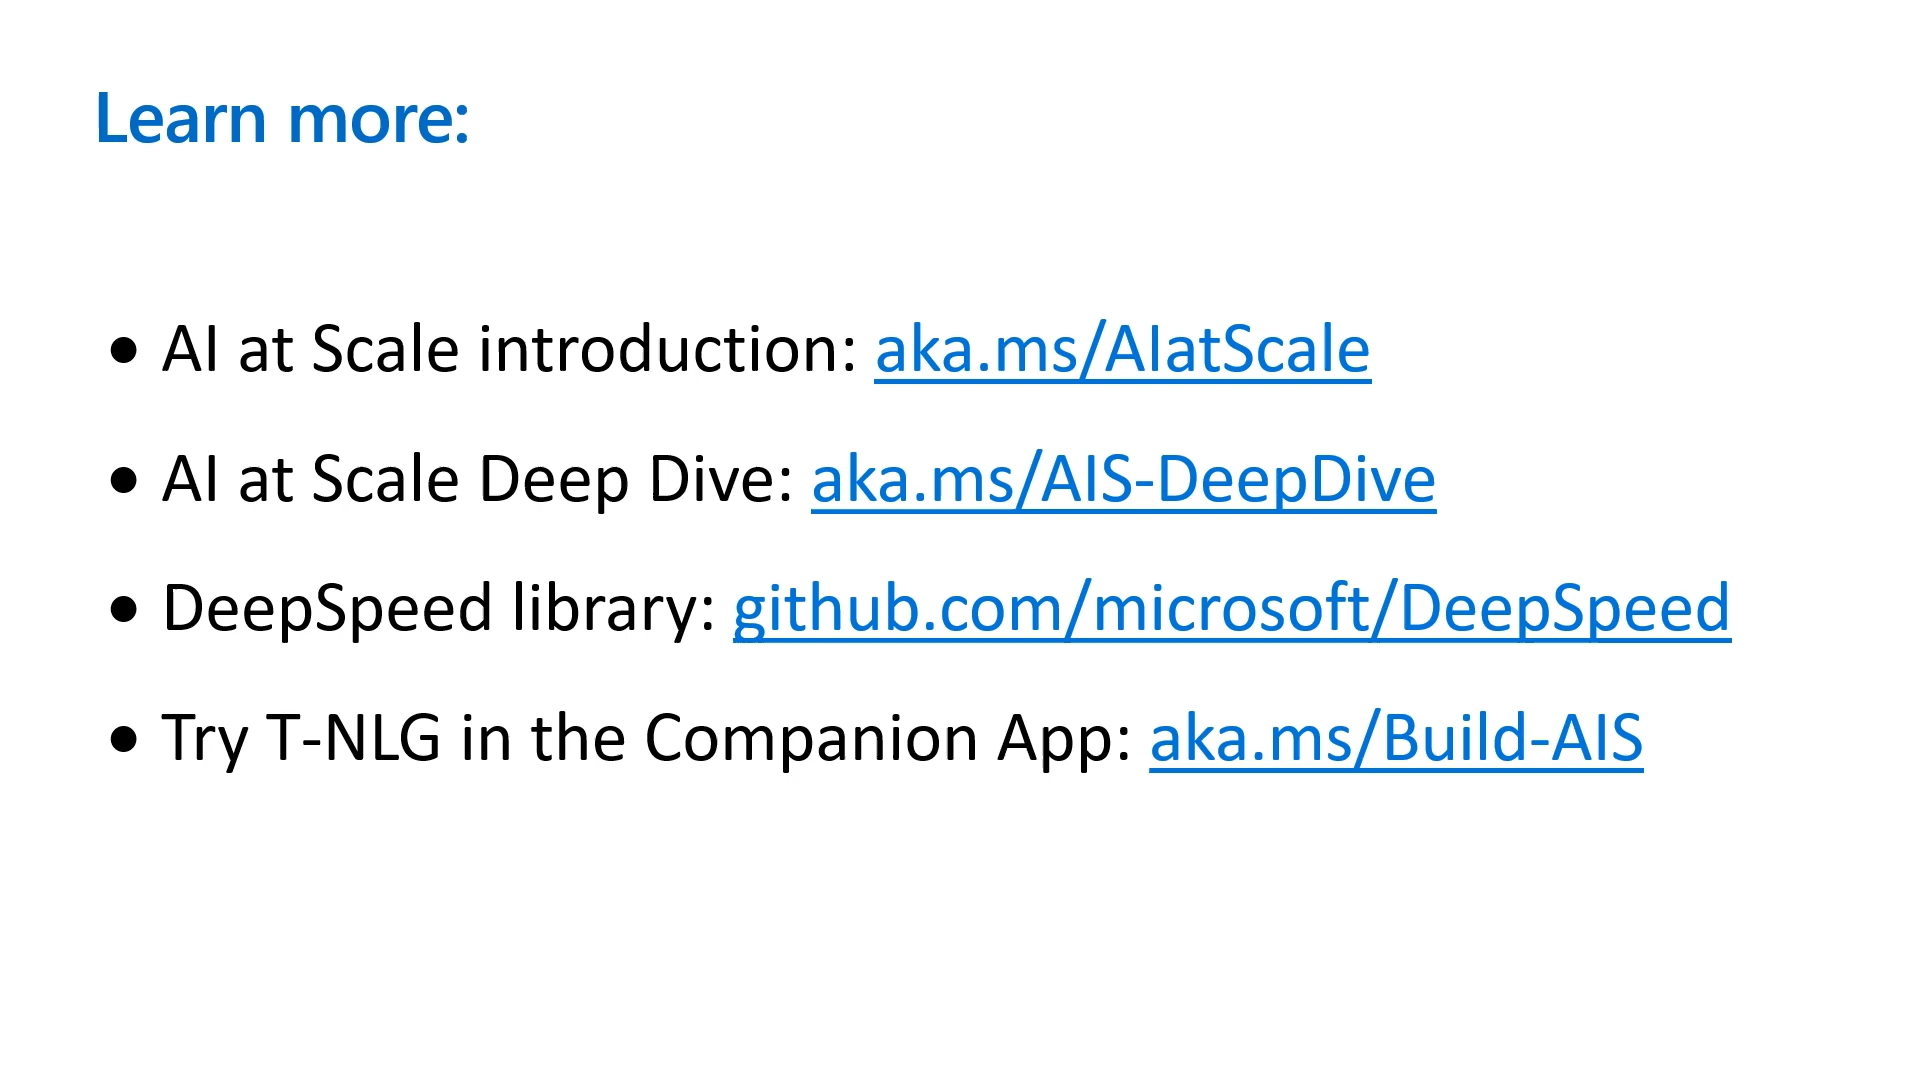 Learn more:
• AI at Scale introduction: aka.ms/AIatScale
• AI at Scale Deep Dive: aka.ms/AIS-DeepDive
• DeepSpeed library: github.com/microsoft/DeepSpeed
• Try T-NLG in the Companion App: aka.ms/Build-AIS